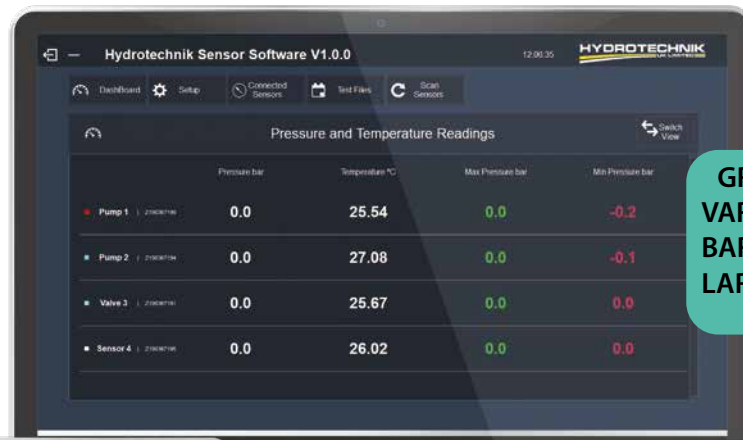 Hydrotechnik Sensor Software V1.0.0
12:00:35
HYDROTECHNIK
UK LIMITED
DashBoard
Setup
Connected Sensors
Test Files
Scan Sensors
Pressure and Temperature Readings
Switch View
Pressure bar Temperature °C Max Pressure bar Min Pressure bar
Pump 1 0.0 25.54 0.0 -0.2
Pump 2 0.0 27.08 0.0 -0.1
Valve 3 0.0 25.67 0.0 0.0
Sensor 4 0.0 26.02 0.0 0.0